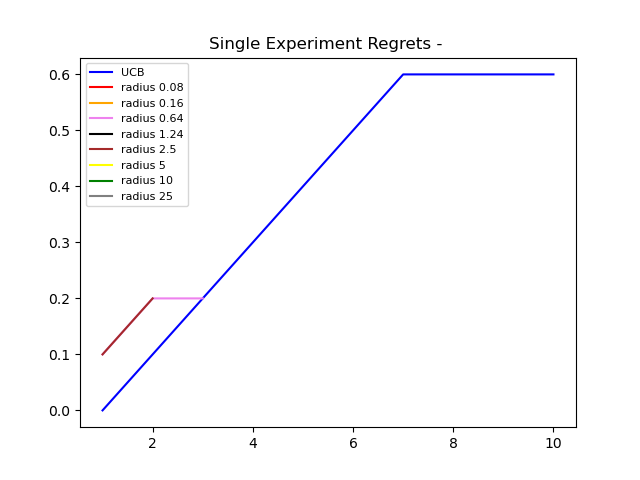 Single Experiment Regrets -
UCB
radius 0.08
radius 0.16
radius 0.64
radius 1.24
radius 2.5
radius 5
radius 10
radius 25
0.6
0.5
0.4
0.3
0.2
0.1
0.0
2 4 6 8 10